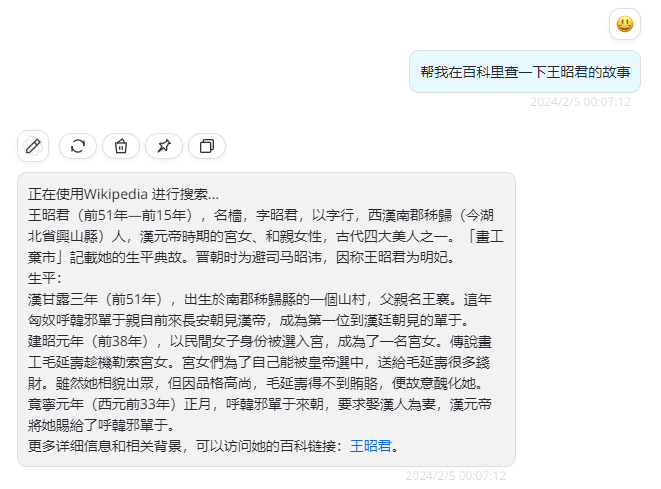 帮我在百科里查一下王昭君的故事
2024/2/5 00:07:12
正在使用Wikipedia 进行搜索...
王昭君（前51年—前15年），名檣，字昭君，以字行，西漢南郡秭歸（今湖
北省興山縣）人，漢元帝時期的宮女、和親女性，古代四大美人之一。「畫工
棄市」記載她的生平典故。晋朝时为避司马昭讳，因称王昭君为明妃。
生平：
漢甘露三年（前51年），出生於南郡秭歸縣的一個山村，父親名王襄。這年
匈奴呼韓邪單于親自前來長安朝見漢帝，成為第一位到漢廷朝見的單于。
建昭元年（前38年），以民間女子身份被選入宮，成為了一名宮女。傳說畫
工毛延壽趁機勒索宮女。宮女們為了自己能被皇帝選中，送給毛延壽很多錢
財。雖然她相貌出眾，但因品格高尚，毛延壽得不到賄賂，便故意醜化她。
竟寧元年（西元前33年）正月，呼韓邪單于來朝，要求娶漢人為妻，漢元帝
將她賜給了呼韓邪單于。
更多详细信息和相关背景，可以访问她的百科链接：王昭君。
2024/2/5 00:07:12